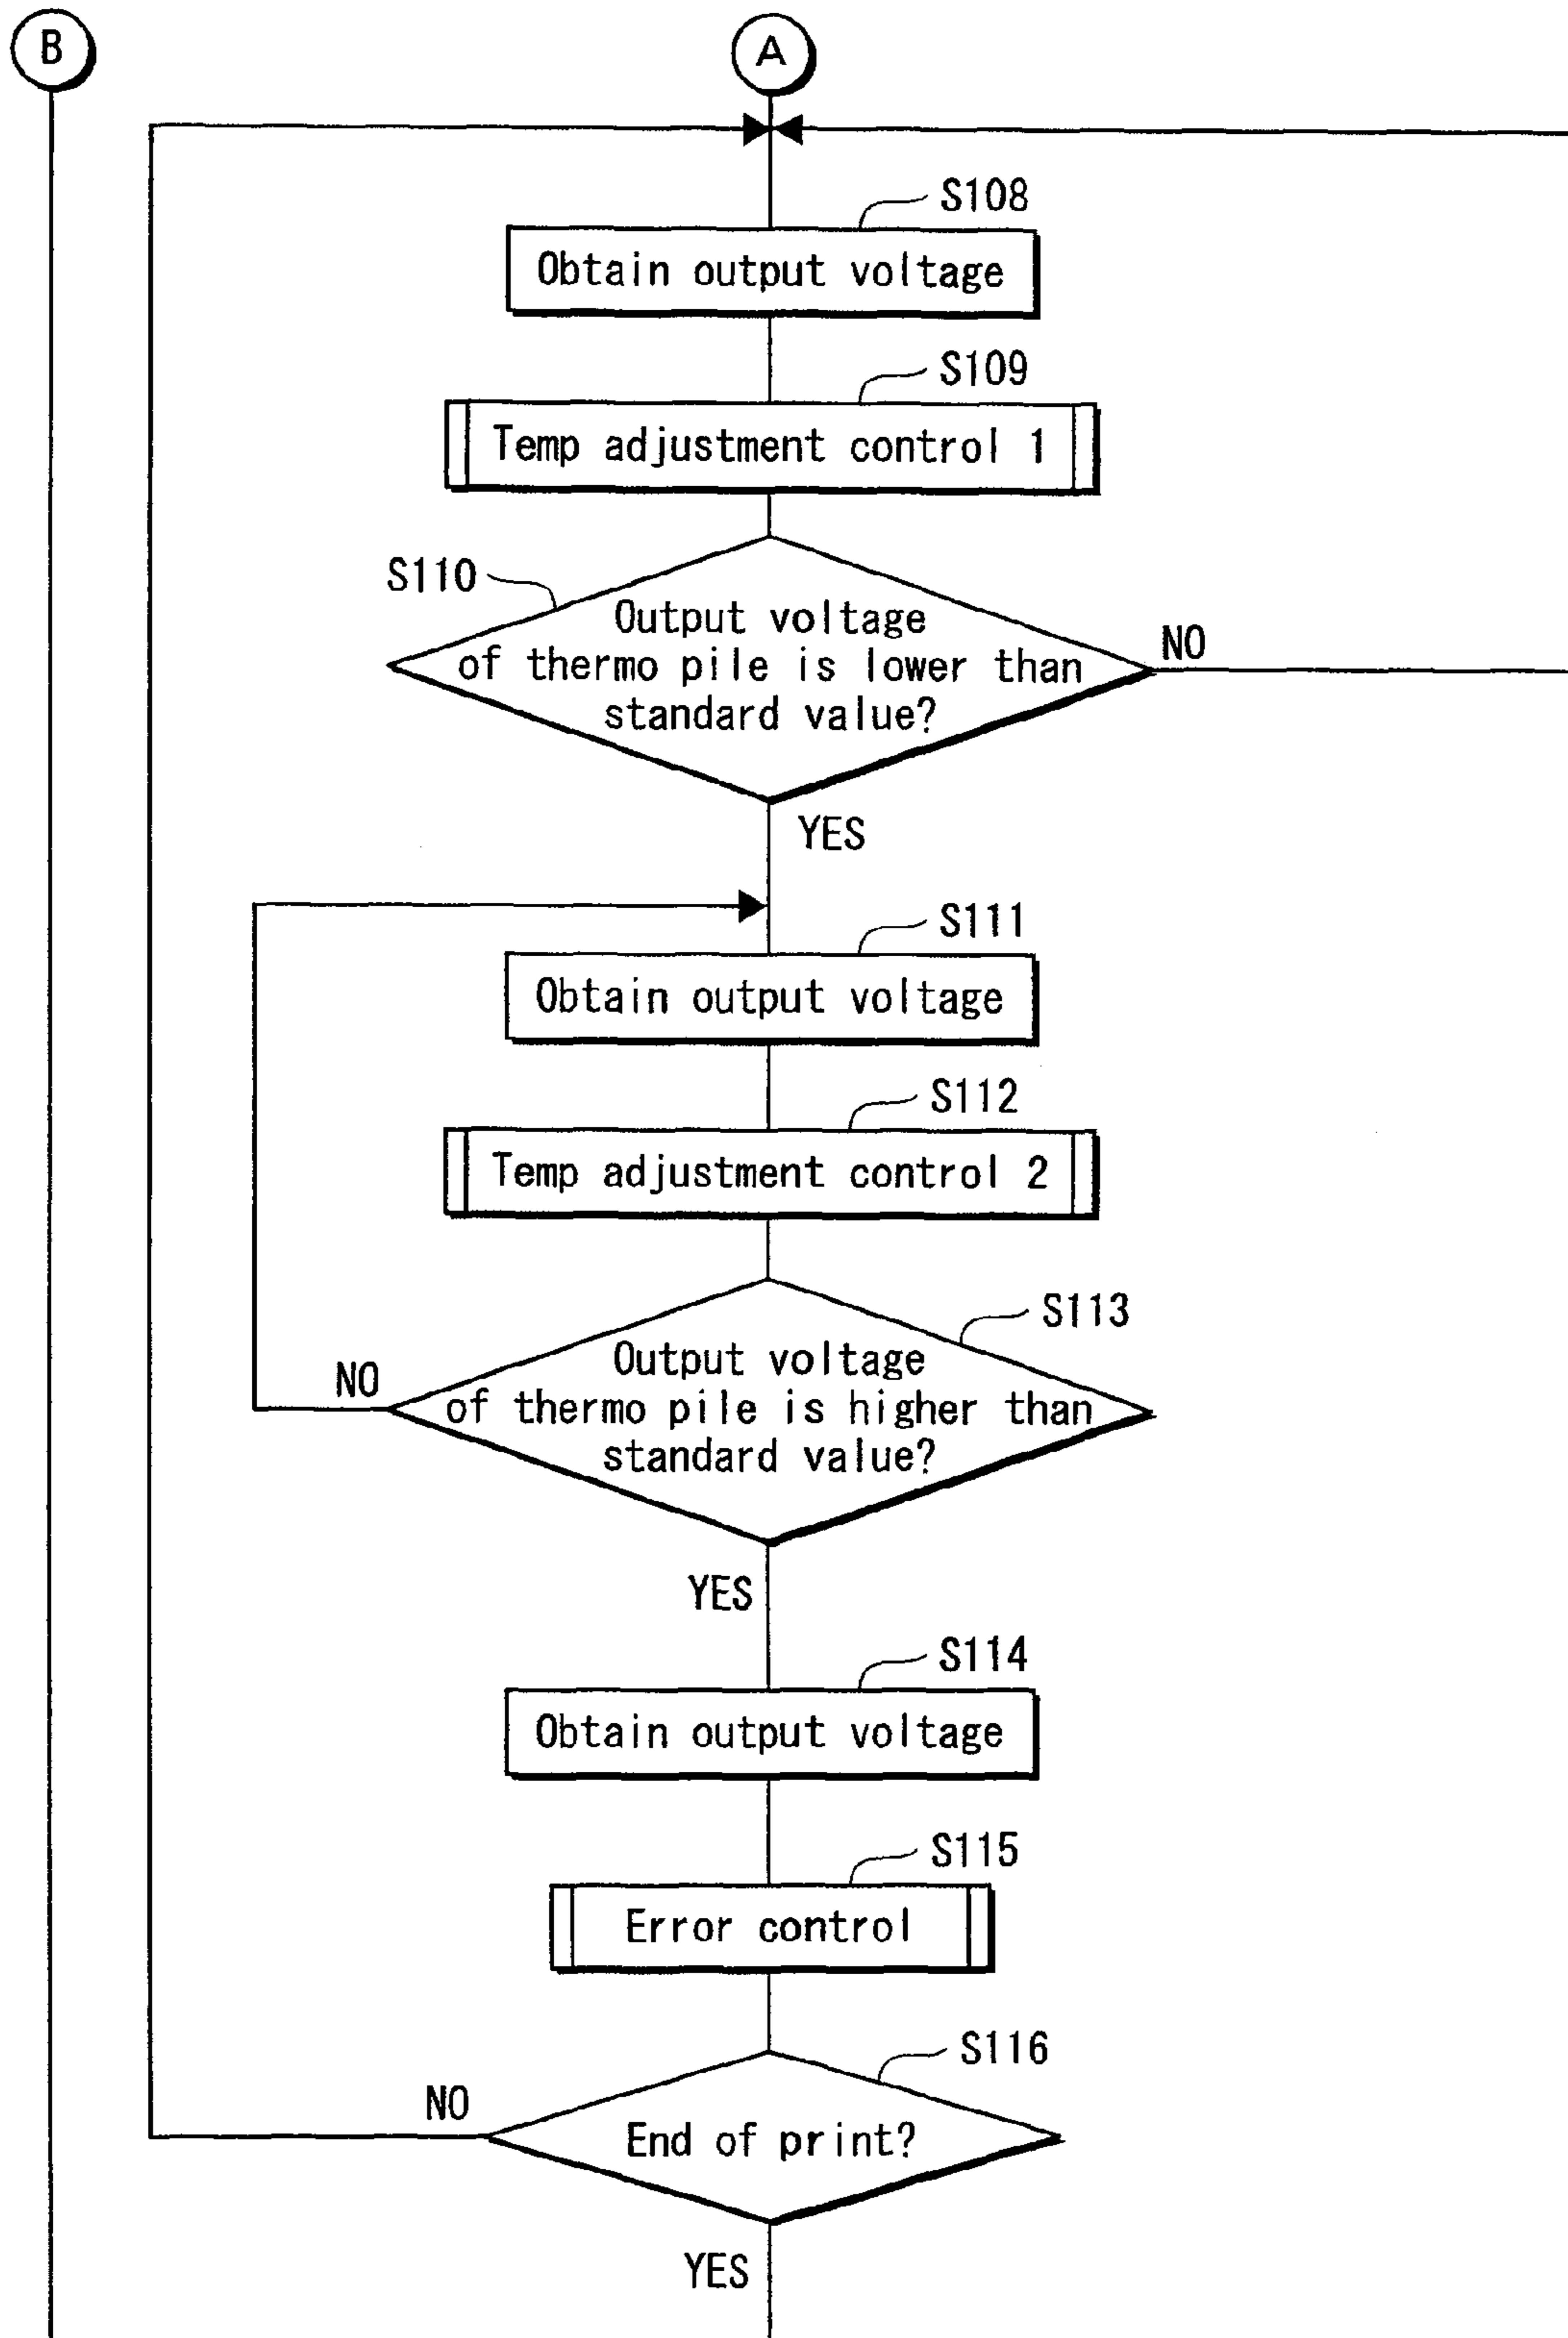 B
A
S108
Obtain output voltage
S109
Temp adjustment control 1
S110
Output voltage
of thermo pile is lower than
standard value?
NO
YES
S111
Obtain output voltage
S112
Temp adjustment control 2
S113
Output voltage
of thermo pile is higher than
standard value?
NO
YES
S114
Obtain output voltage
S115
Error control
S116
End of print?
NO
YES